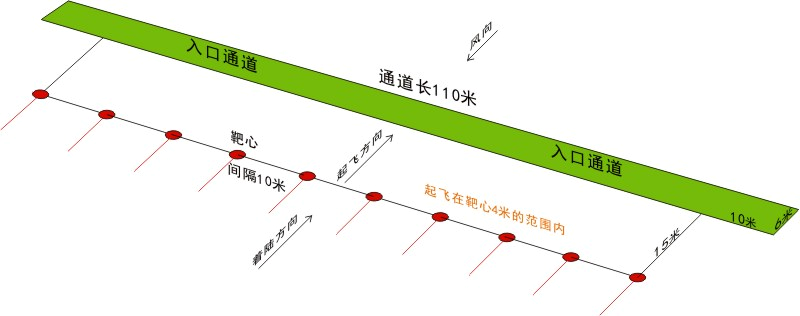 风向
入口通道
通道长110米
靶心
起飞方向
入口通道
间隔10米
起飞在靶心4米的范围内
10米
6米
着陆方向
15米